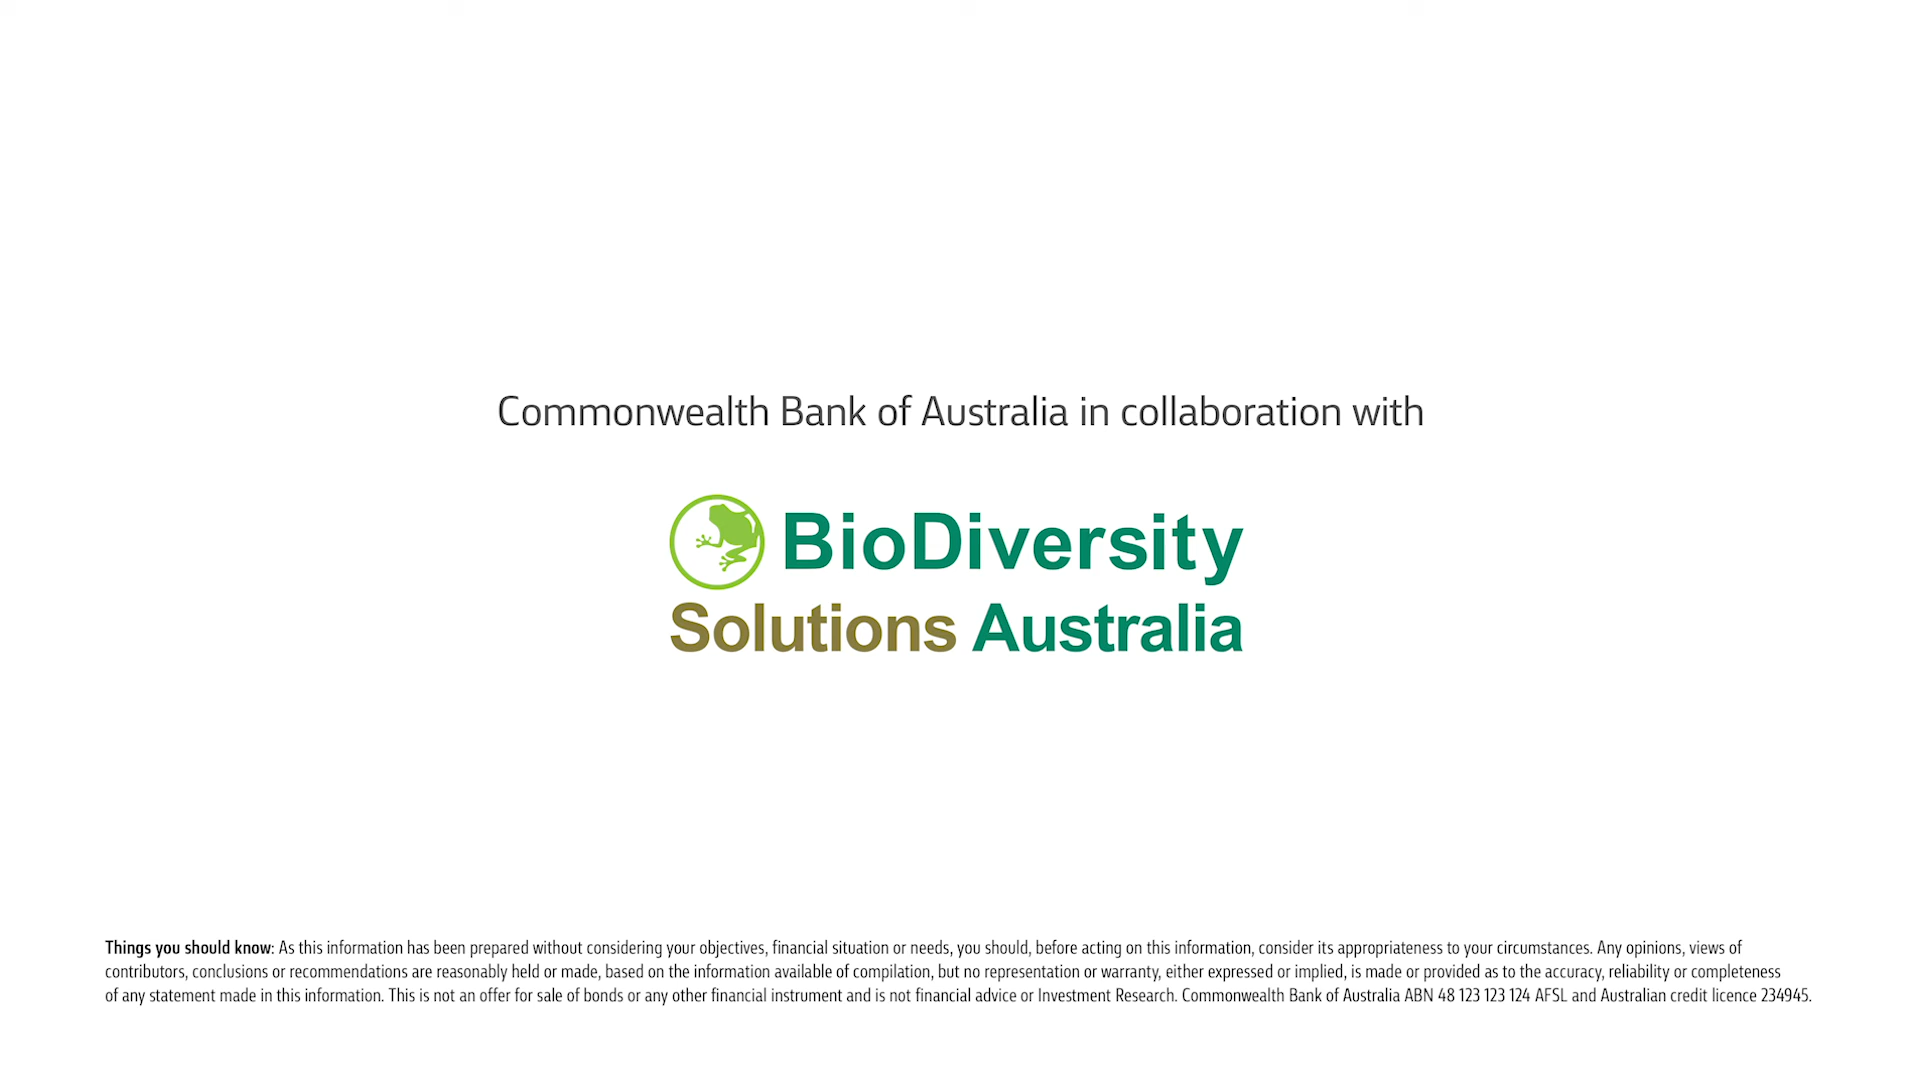 Commonwealth Bank of Australia in collaboration with
BioDiversity
Solutions Australia
Things you should know: As this information has been prepared without considering your objectives, financial situation or needs, you should, before acting on this information, consider its appropriateness to your circumstances. Any opinions, views of
contributors, conclusions or recommendations are reasonably held or made, based on the information available of compilation, but no representation or warranty, either expressed or implied, is made or provided as to the accuracy, reliability or completeness
of any statement made in this information. This is not an offer for sale of bonds or any other financial instrument and is not financial advice or Investment Research. Commonwealth Bank of Australia ABN 48 123 123 124 AFSL and Australian credit licence 234945.